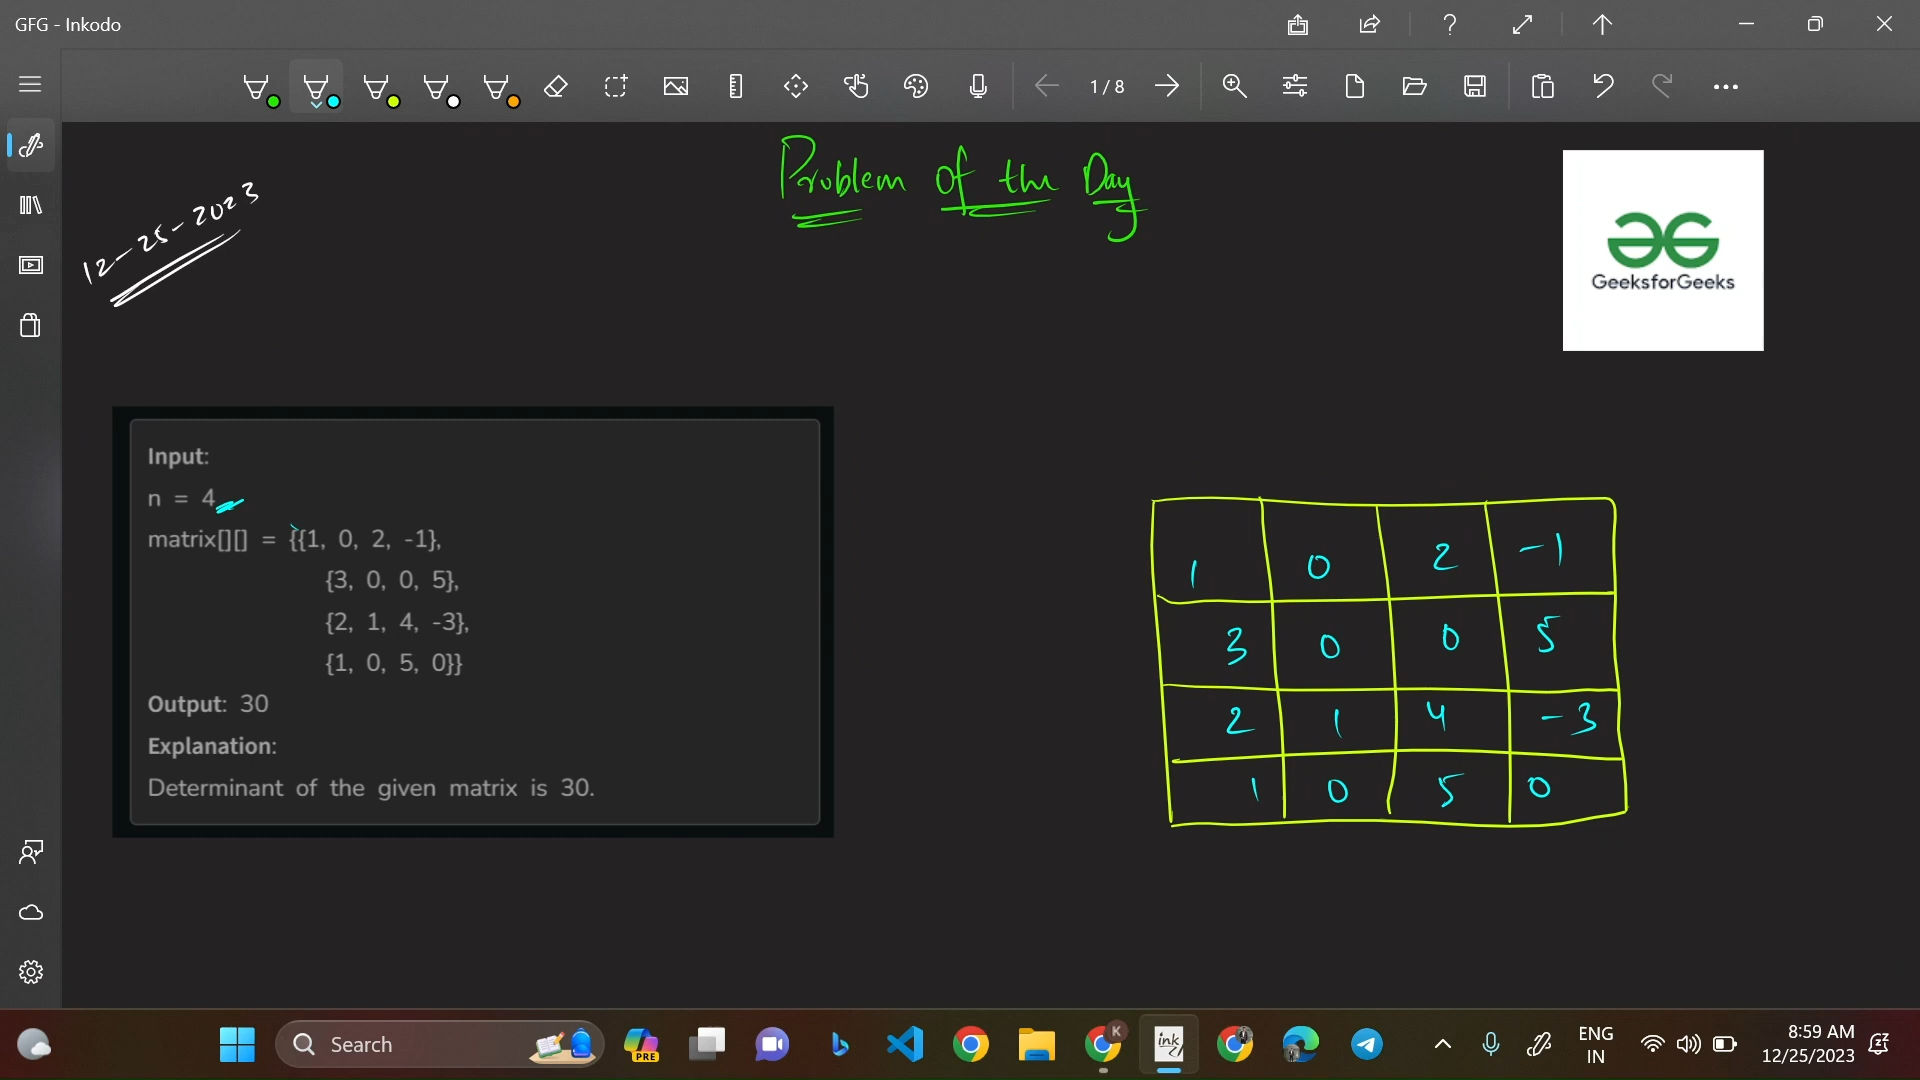 GFG - Inkodo
1 / 8
Problem of the Day
12-25-2023
GeeksforGeeks
Input:
n = 4
matrix[][] = {{1, 0, 2, -1},
{3, 0, 0, 5},
{2, 1, 4, -3},
{1, 0, 5, 0}}
Output: 30
Explanation:
Determinant of the given matrix is 30.
1 0 2 -1
3 0 0 5
2 1 4 -3
1 0 5 0
Search
PRE
K
ink
ENG
IN
8:59 AM
12/25/2023